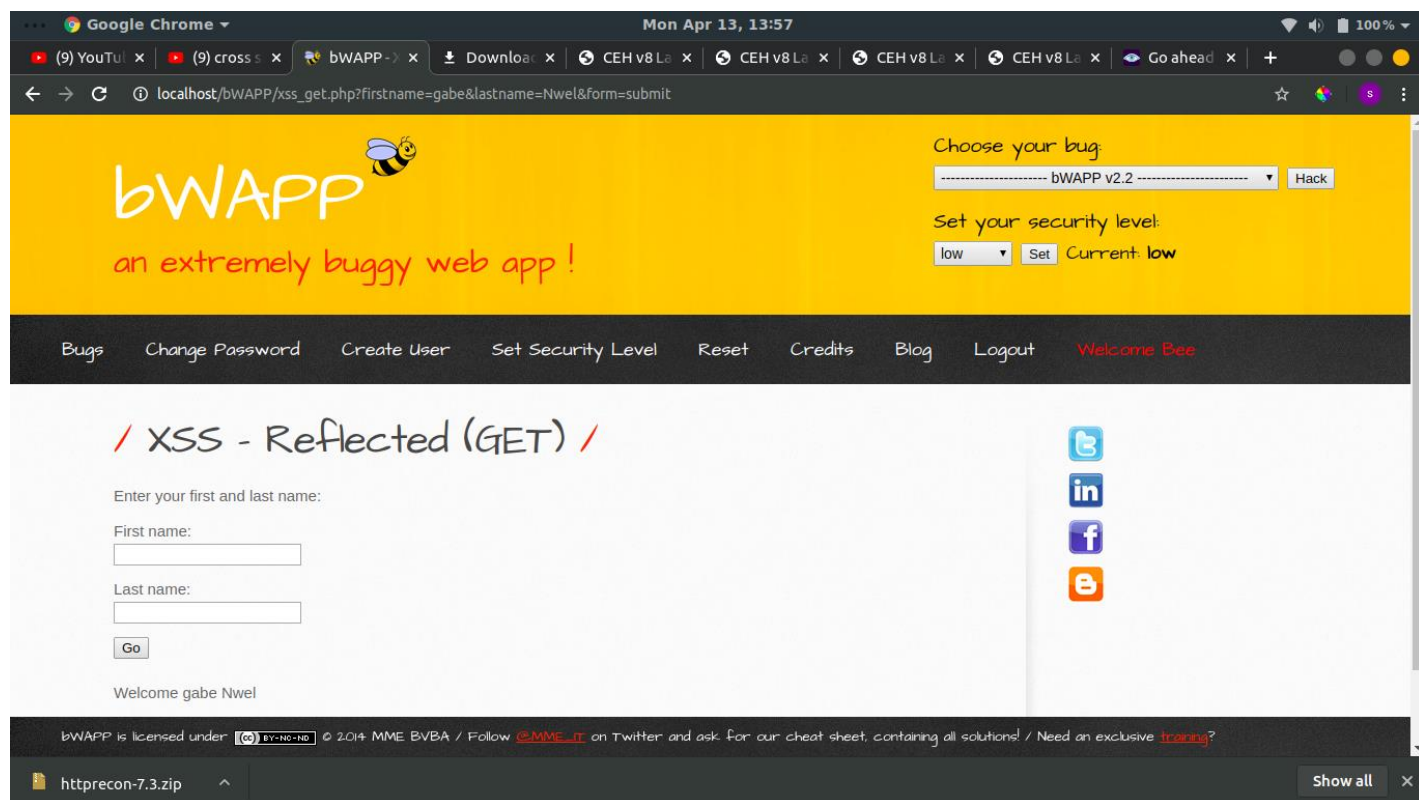 Google Chrome ▾
Mon Apr 13, 13:57
100 %
(9) YouTu
(9) cross s
bWAPP - X
Downloa
CEH v8 La
CEH v8 La
CEH v8 La
CEH v8 La
Go ahead
localhost/bWAPP/xss_get.php?firstname=gabe&lastname=Nwel&form=submit
s
bWAPP
an extremely buggy web app !
Choose your bug:
---------------------- bWAPP v2.2 -----------------------
Hack
Set your security level:
low
Set
Current: low
Bugs
Change Password
Create User
Set Security Level
Reset
Credits
Blog
Logout
Welcome Bee
/ XSS - Reflected (GET) /
Enter your first and last name:
First name:
Last name:
Go
Welcome gabe Nwel
bWAPP is licensed under (cc) BY-NC-ND © 2014 MME BVBA / Follow @MME_IT on Twitter and ask for our cheat sheet, containing all solutions! / Need an exclusive training?
httprecon-7.3.zip
Show all